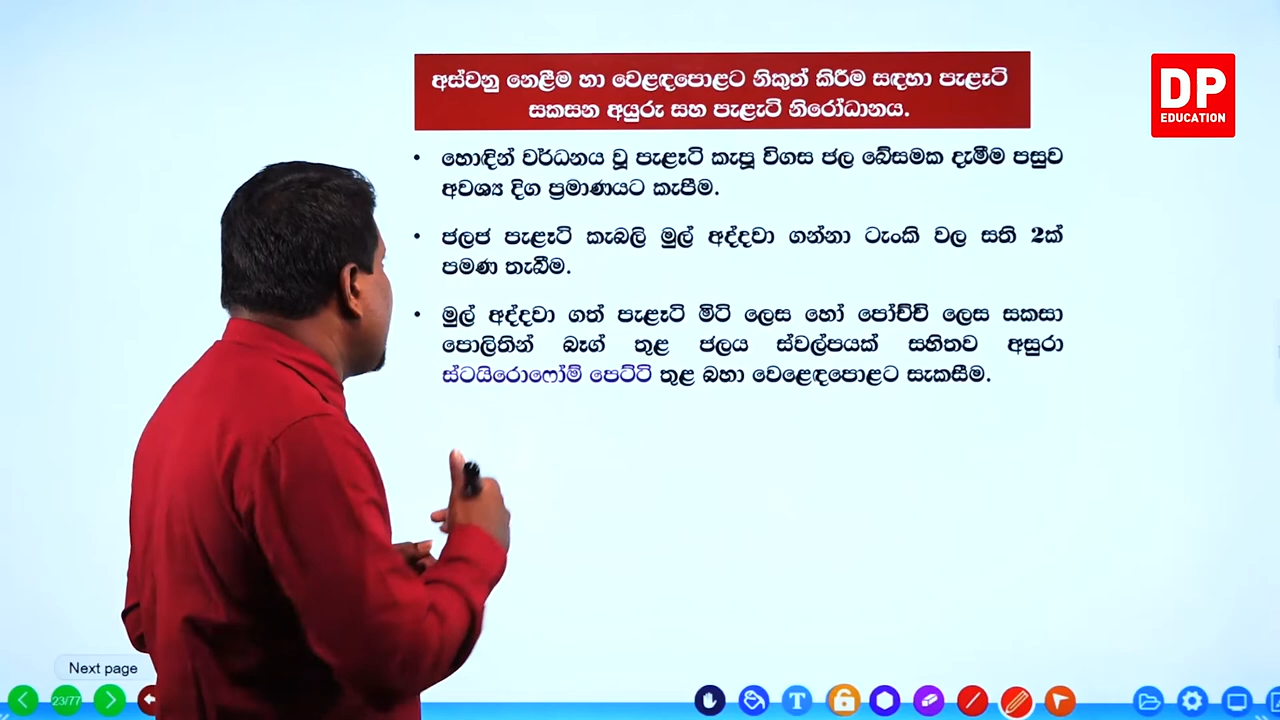 අස්වනු නෙළීම හා වෙළඳපොළට නිකුත් කිරීම සඳහා පැළෑටි
සකසන අයුරු සහ පැළෑටි නිරෝධානය.
DP
EDUCATION
• හොඳින් වර්ධනය වූ පැළෑටි කැපූ විගස ජල බේසමක දැමීම පසුව
අවශ්‍ය දිග ප්‍රමාණයට කැපීම.
• ජලජ පැළෑටි කැබලි මුල් අද්දවා ගන්නා ටැංකි වල සති 2ක්
පමණ තැබීම.
• මුල් අද්දවා ගත් පැළෑටි මිටි ලෙස හෝ පෝච්චි ලෙස සකසා
පොලිතින් බෑග් තුළ ජලය ස්වල්පයක් සහිතව අසුරා
ස්ටයිරොෆෝම් පෙට්ටි තුළ බහා වෙළෙඳපොළට සැකසීම.
Next page
23/77